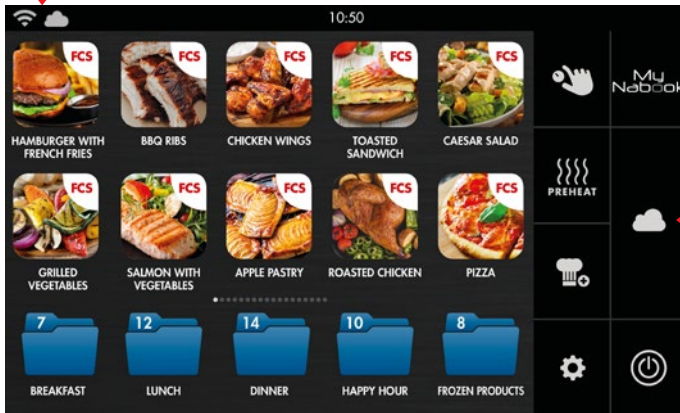 10:50
FCS
FCS
FCS
FCS
FCS
HAMBURGER WITH
FRENCH FRIES
BBQ RIBS
CHICKEN WINGS
TOASTED
SANDWICH
CAESAR SALAD
FCS
FCS
FCS
FCS
FCS
GRILLED
VEGETABLES
SALMON WITH
VEGETABLES
APPLE PASTRY
ROASTED CHICKEN
PIZZA
7
12
14
10
8
BREAKFAST
LUNCH
DINNER
HAPPY HOUR
FROZEN PRODUCTS
My
Nabook
PREHEAT